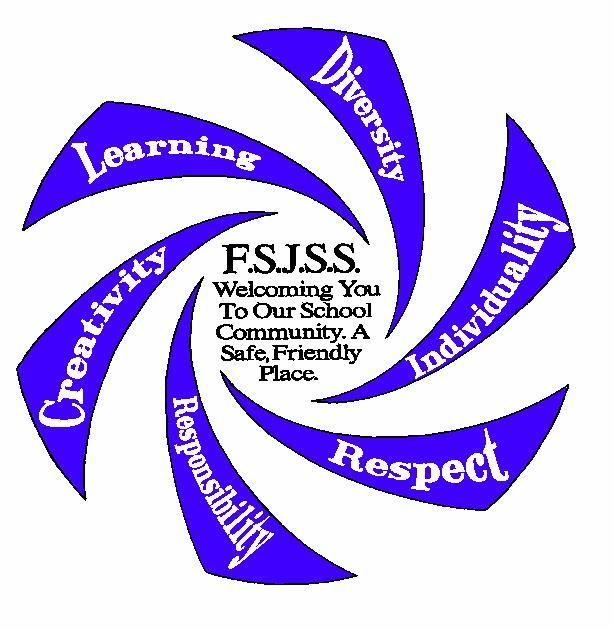 Diversity
Learning
Individuality
Creativity
F.S.J.S.S.
Welcoming You
To Our School
Community. A
Safe, Friendly
Place.
Respect
Responsibility